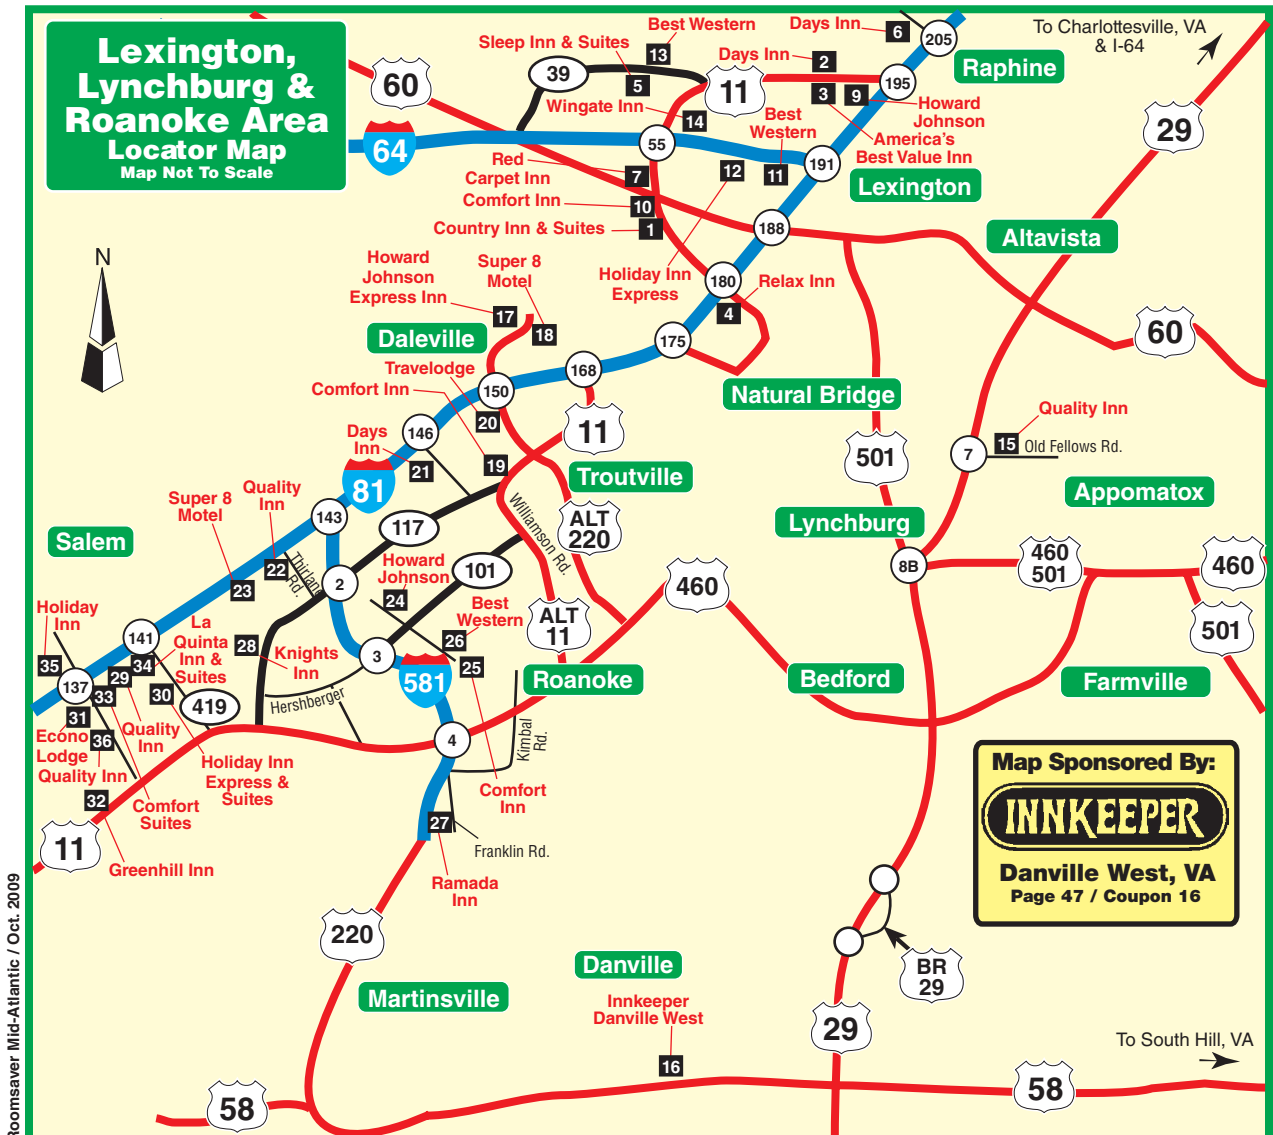 Lexington,
Lynchburg &
Roanoke Area
Locator Map
Map Not To Scale
60
64
39
Sleep Inn & Suites
5
Best Western
13
Days Inn
6
205
Raphine
To Charlottesville, VA
& I-64
Days Inn
2
11
195
3
9
Howard
Johnson
Wingate Inn
14
Best
Western
America's
Best Value Inn
29
55
191
Red
Carpet Inn
7
12
11
Lexington
Comfort Inn
10
Country Inn & Suites
1
188
Altavista
N
Howard
Johnson
Express Inn
17
Super 8
Motel
18
Holiday Inn
Express
180
Relax Inn
4
Daleville
175
60
Travelodge
Comfort Inn
168
150
20
Natural Bridge
11
Quality Inn
15
Old Fellows Rd.
7
146
Days
Inn
21
19
501
81
Troutville
Appomatox
Super 8
Motel
Quality
Inn
143
117
Williamson Rd.
ALT
220
Lynchburg
Salem
22
Thirlane
Rd.
23
2
Howard
Johnson
24
101
460
8B
460
501
460
Holiday
Inn
35
141
La
Quinta
Inn &
Suites
34
28
Knights
Inn
3
Best
Western
26
25
ALT
11
501
137
33
29
30
419
Hershberger
581
Roanoke
Bedford
Farmville
31
Econo
Lodge
36
Quality Inn
Quality
Inn
Holiday Inn
Express &
Suites
4
Kimbal
Rd.
32
Comfort
Suites
Comfort
Inn
11
Greenhill Inn
27
Franklin Rd.
Ramada
Inn
Map Sponsored By:
INNKEEPER
Danville West, VA
Page 47 / Coupon 16
220
Martinsville
Danville
Innkeeper
Danville West
16
BR
29
29
To South Hill, VA
58
58
Roomsaver Mid-Atlantic / Oct. 2009